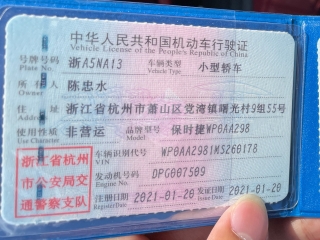 中华人民共和国机动车行驶证
Vehicle License of the People's Republic of China
号牌号码 浙A5NA13 车辆类型 小型轿车
Plate No. Vehicle Type
所有人 陈忠水
Owner
住址 浙江省杭州市萧山区党湾镇曙光村9组55号
Address
使用性质 非营运 品牌型号 保时捷WP0AA298
Use Character Model
浙江省杭州市公安局交通警察支队
车辆识别代号 WP0AA2981MS260178
VIN
发动机号码 DPG007509
Engine No.
注册日期 2021-01-20 发证日期 2021-01-20
Register Date Issue Date